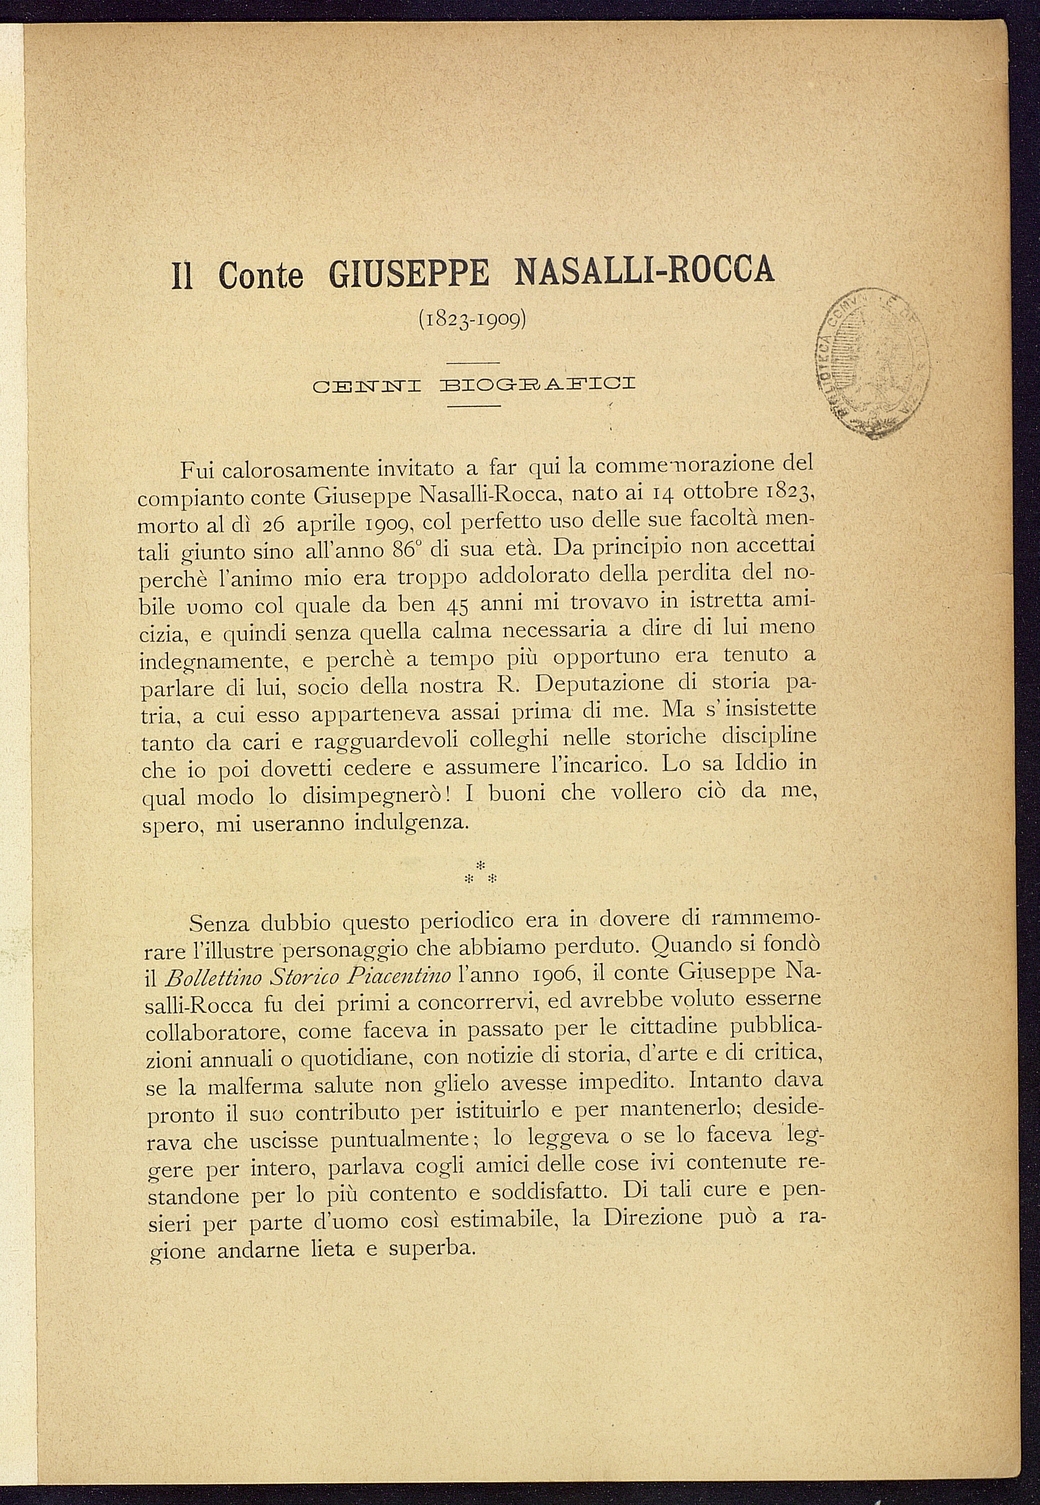 Il Conte GIUSEPPE NASALLI-ROCCA
(1823-1909)
CENNI BIOGRAFICI
BIBLIOTECA COMVNALE DELLA SPEZIA
Fui calorosamente invitato a far qui la commemorazione del
compianto conte Giuseppe Nasalli-Rocca, nato ai 14 ottobre 1823,
morto al dì 26 aprile 1909, col perfetto uso delle sue facoltà men-
tali giunto sino all'anno 86° di sua età. Da principio non accettai
perchè l'animo mio era troppo addolorato della perdita del no-
bile uomo col quale da ben 45 anni mi trovavo in istretta ami-
cizia, e quindi senza quella calma necessaria a dire di lui meno
indegnamente, e perchè a tempo più opportuno era tenuto a
parlare di lui, socio della nostra R. Deputazione di storia pa-
tria, a cui esso apparteneva assai prima di me. Ma s'insistette
tanto da cari e ragguardevoli colleghi nelle storiche discipline
che io poi dovetti cedere e assumere l'incarico. Lo sa Iddio in
qual modo lo disimpegnerò! I buoni che vollero ciò da me,
spero, mi useranno indulgenza.
*
* *
Senza dubbio questo periodico era in dovere di rammemo-
rare l'illustre personaggio che abbiamo perduto. Quando si fondò
il Bollettino Storico Piacentino l'anno 1906, il conte Giuseppe Na-
salli-Rocca fu dei primi a concorrervi, ed avrebbe voluto esserne
collaboratore, come faceva in passato per le cittadine pubblica-
zioni annuali o quotidiane, con notizie di storia, d'arte e di critica,
se la malferma salute non glielo avesse impedito. Intanto dava
pronto il suo contributo per istituirlo e per mantenerlo; deside-
rava che uscisse puntualmente; lo leggeva o se lo faceva leg-
gere per intero, parlava cogli amici delle cose ivi contenute re-
standone per lo più contento e soddisfatto. Di tali cure e pen-
sieri per parte d'uomo così estimabile, la Direzione può a ra-
gione andarne lieta e superba.